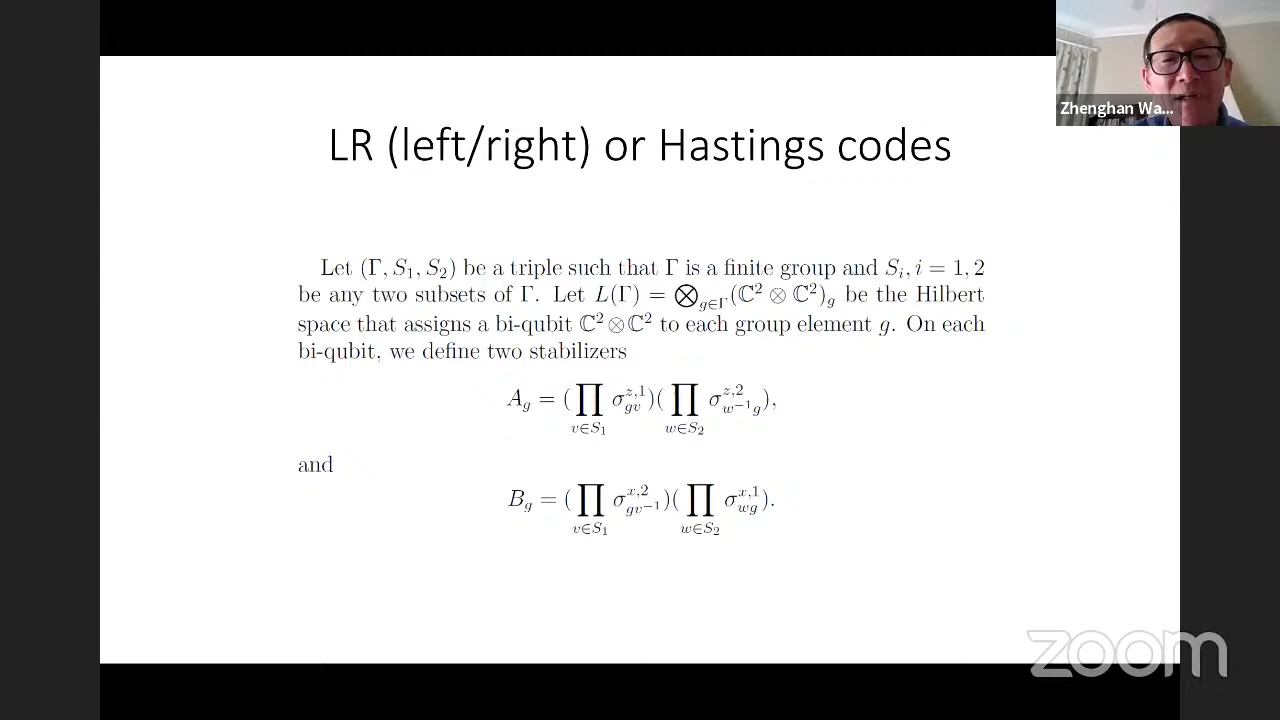 Zhenghan Wa...
LR (left/right) or Hastings codes
Let (Γ, S₁, S₂) be a triple such that Γ is a finite group and Sᵢ, i = 1, 2
be any two subsets of Γ. Let L(Γ) = ⨂_{g∈Γ}(ℂ² ⊗ ℂ²)_g be the Hilbert
space that assigns a bi-qubit ℂ²⊗ℂ² to each group element g. On each
bi-qubit, we define two stabilizers
A_g = (∏_{v∈S₁} σ^{z,1}_{gv})(∏_{w∈S₂} σ^{z,2}_{w⁻¹g}),
and
B_g = (∏_{v∈S₁} σ^{x,2}_{gv⁻¹})(∏_{w∈S₂} σ^{x,1}_{wg}).
zoom